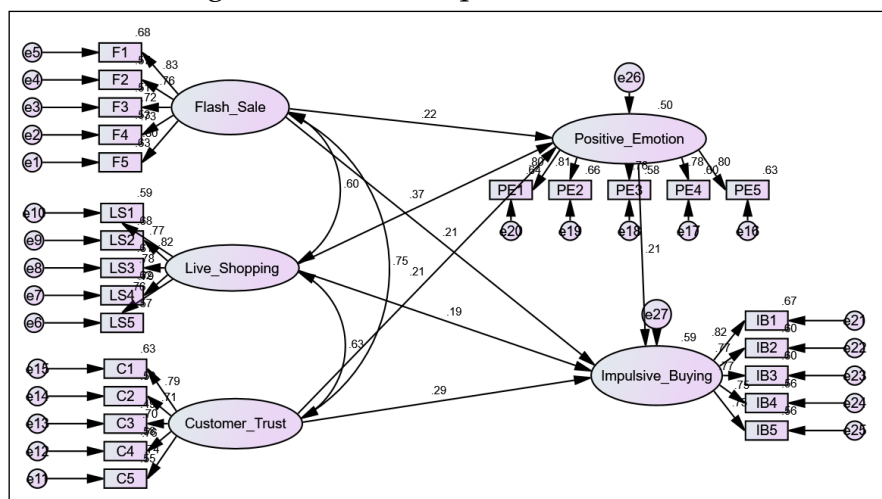 .68
e5 F1
.83
e4 F2 .76
e3 F3 .72
e2 F4
e1 F5 .63
Flash_Sale
.22
.60
.59
e10 LS1
.68
e9 LS2 .77
.82
e8 LS3 .78
e7 LS4 .76
e6 LS5 .57
Live_Shopping
.37
.21
.75
.21
.19
.63
.63
e15 C1
.79
e14 C2 .71
e13 C3 .70
e12 C4 .76
.74
e11 C5 .55
Customer_Trust
.29
e26
.50
Positive_Emotion
.80 .81 .76 .78 .80
.64 .66 .58 .60 .63
PE1 PE2 PE3 PE4 PE5
e20 e19 e18 e17 e16
.21
e27
.59
Impulsive_Buying
.67
.82 IB1 e21
.60
.77 IB2 e22
.60
.77 IB3 e23
.56
.75 IB4 e24
.56
IB5 e25